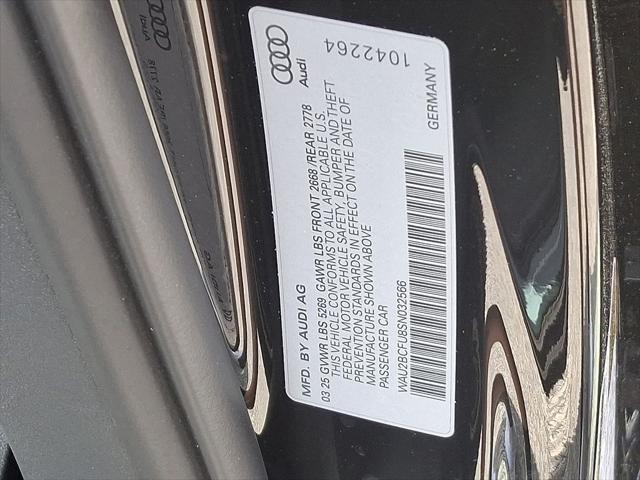 MFD. BY AUDI AG
Audi
03 25 GVWR LBS 5269 GAWR LBS FRONT 2668 /REAR 2778
THIS VEHICLE CONFORMS TO ALL APPLICABLE U.S.
FEDERAL MOTOR VEHICLE SAFETY, BUMPER AND THEFT
PREVENTION STANDARDS IN EFFECT ON THE DATE OF
MANUFACTURE SHOWN ABOVE
PASSENGER CAR
1042264
WAU2BCFU8SN032566
GERMANY
Audi